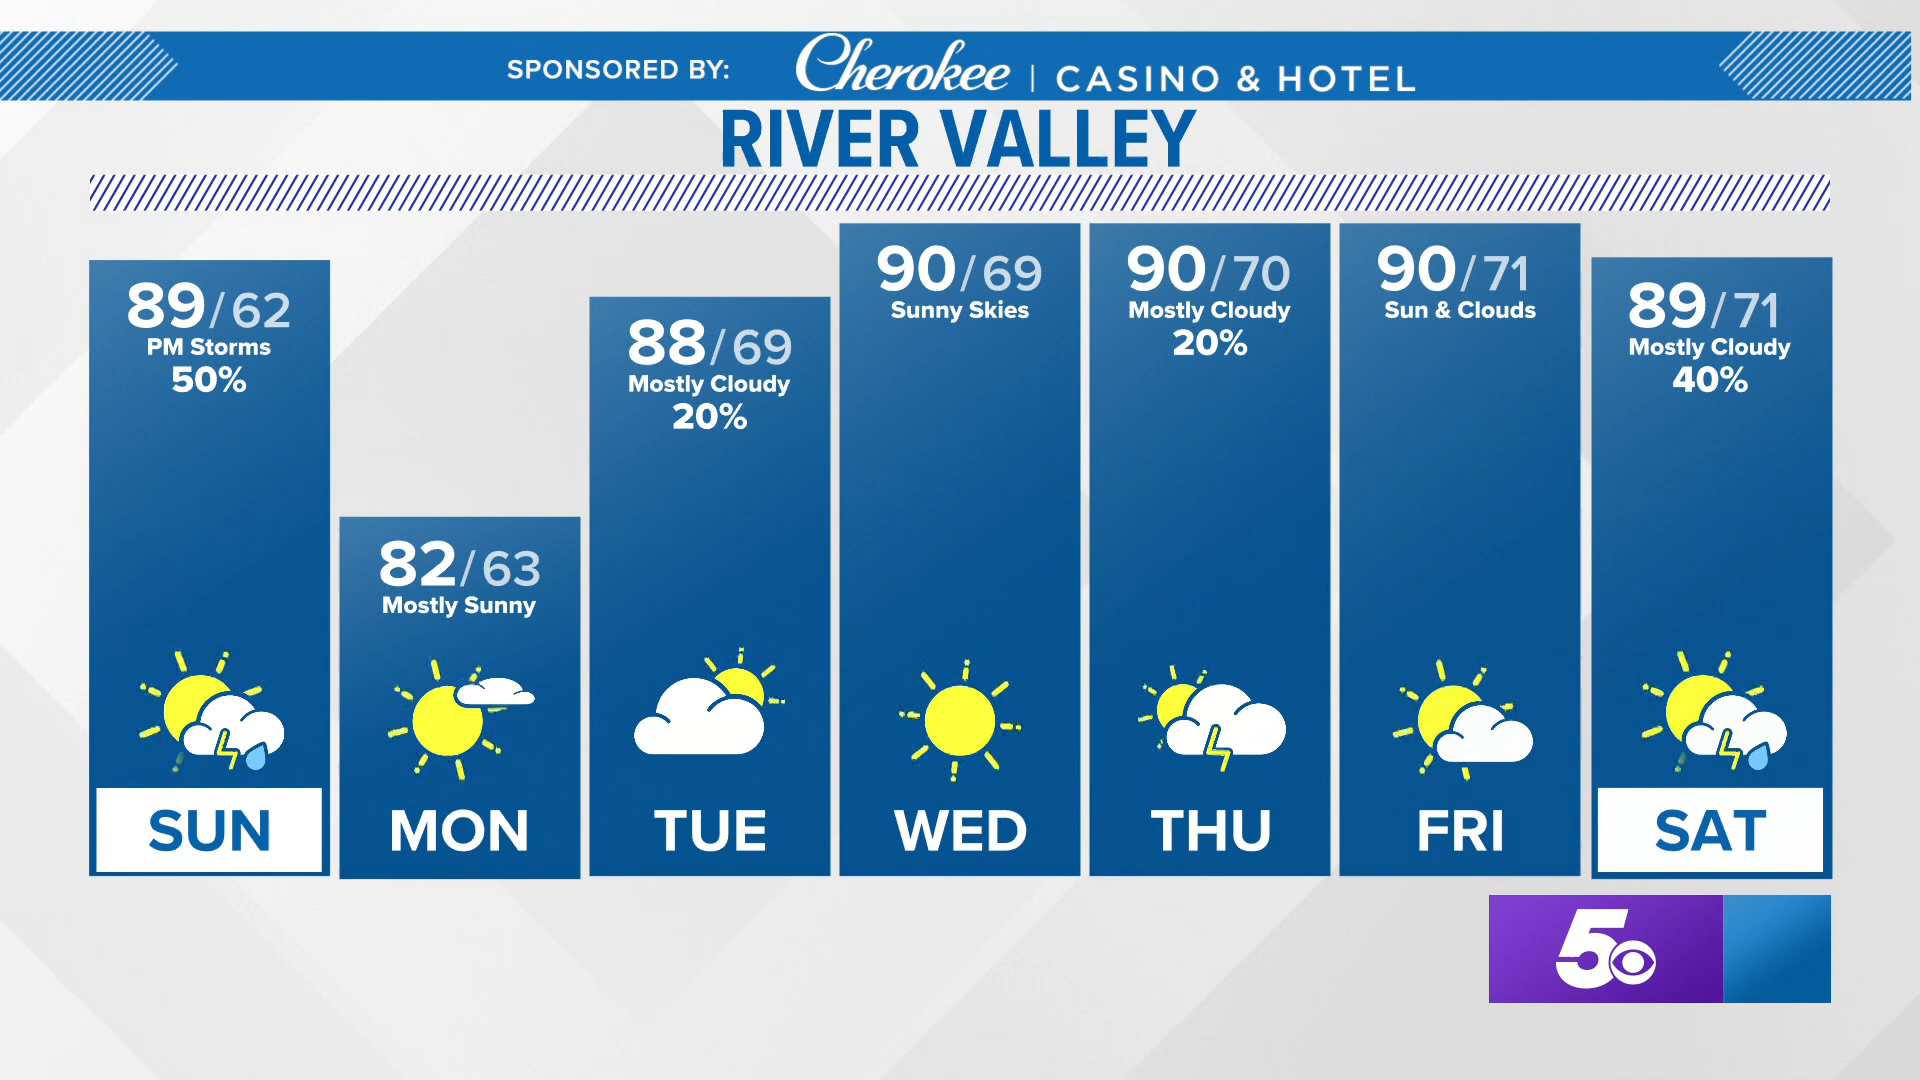 SPONSORED BY: Cherokee | CASINO & HOTEL
RIVER VALLEY
89/62
PM Storms
50%
SUN
82/63
Mostly Sunny
MON
88/69
Mostly Cloudy
20%
TUE
90/69
Sunny Skies
WED
90/70
Mostly Cloudy
20%
THU
90/71
Sun & Clouds
FRI
89/71
Mostly Cloudy
40%
SAT
5